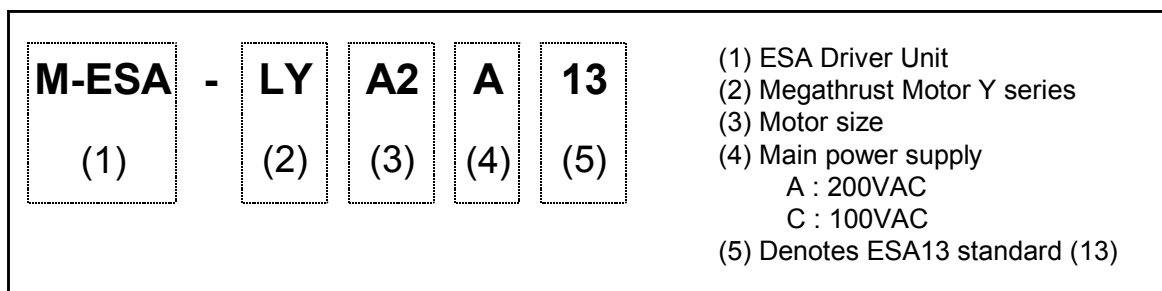 M-ESA - LY A2 A 13
(1) (2) (3) (4) (5)
(1) ESA Driver Unit
(2) Megathrust Motor Y series
(3) Motor size
(4) Main power supply
A : 200VAC
C : 100VAC
(5) Denotes ESA13 standard (13)